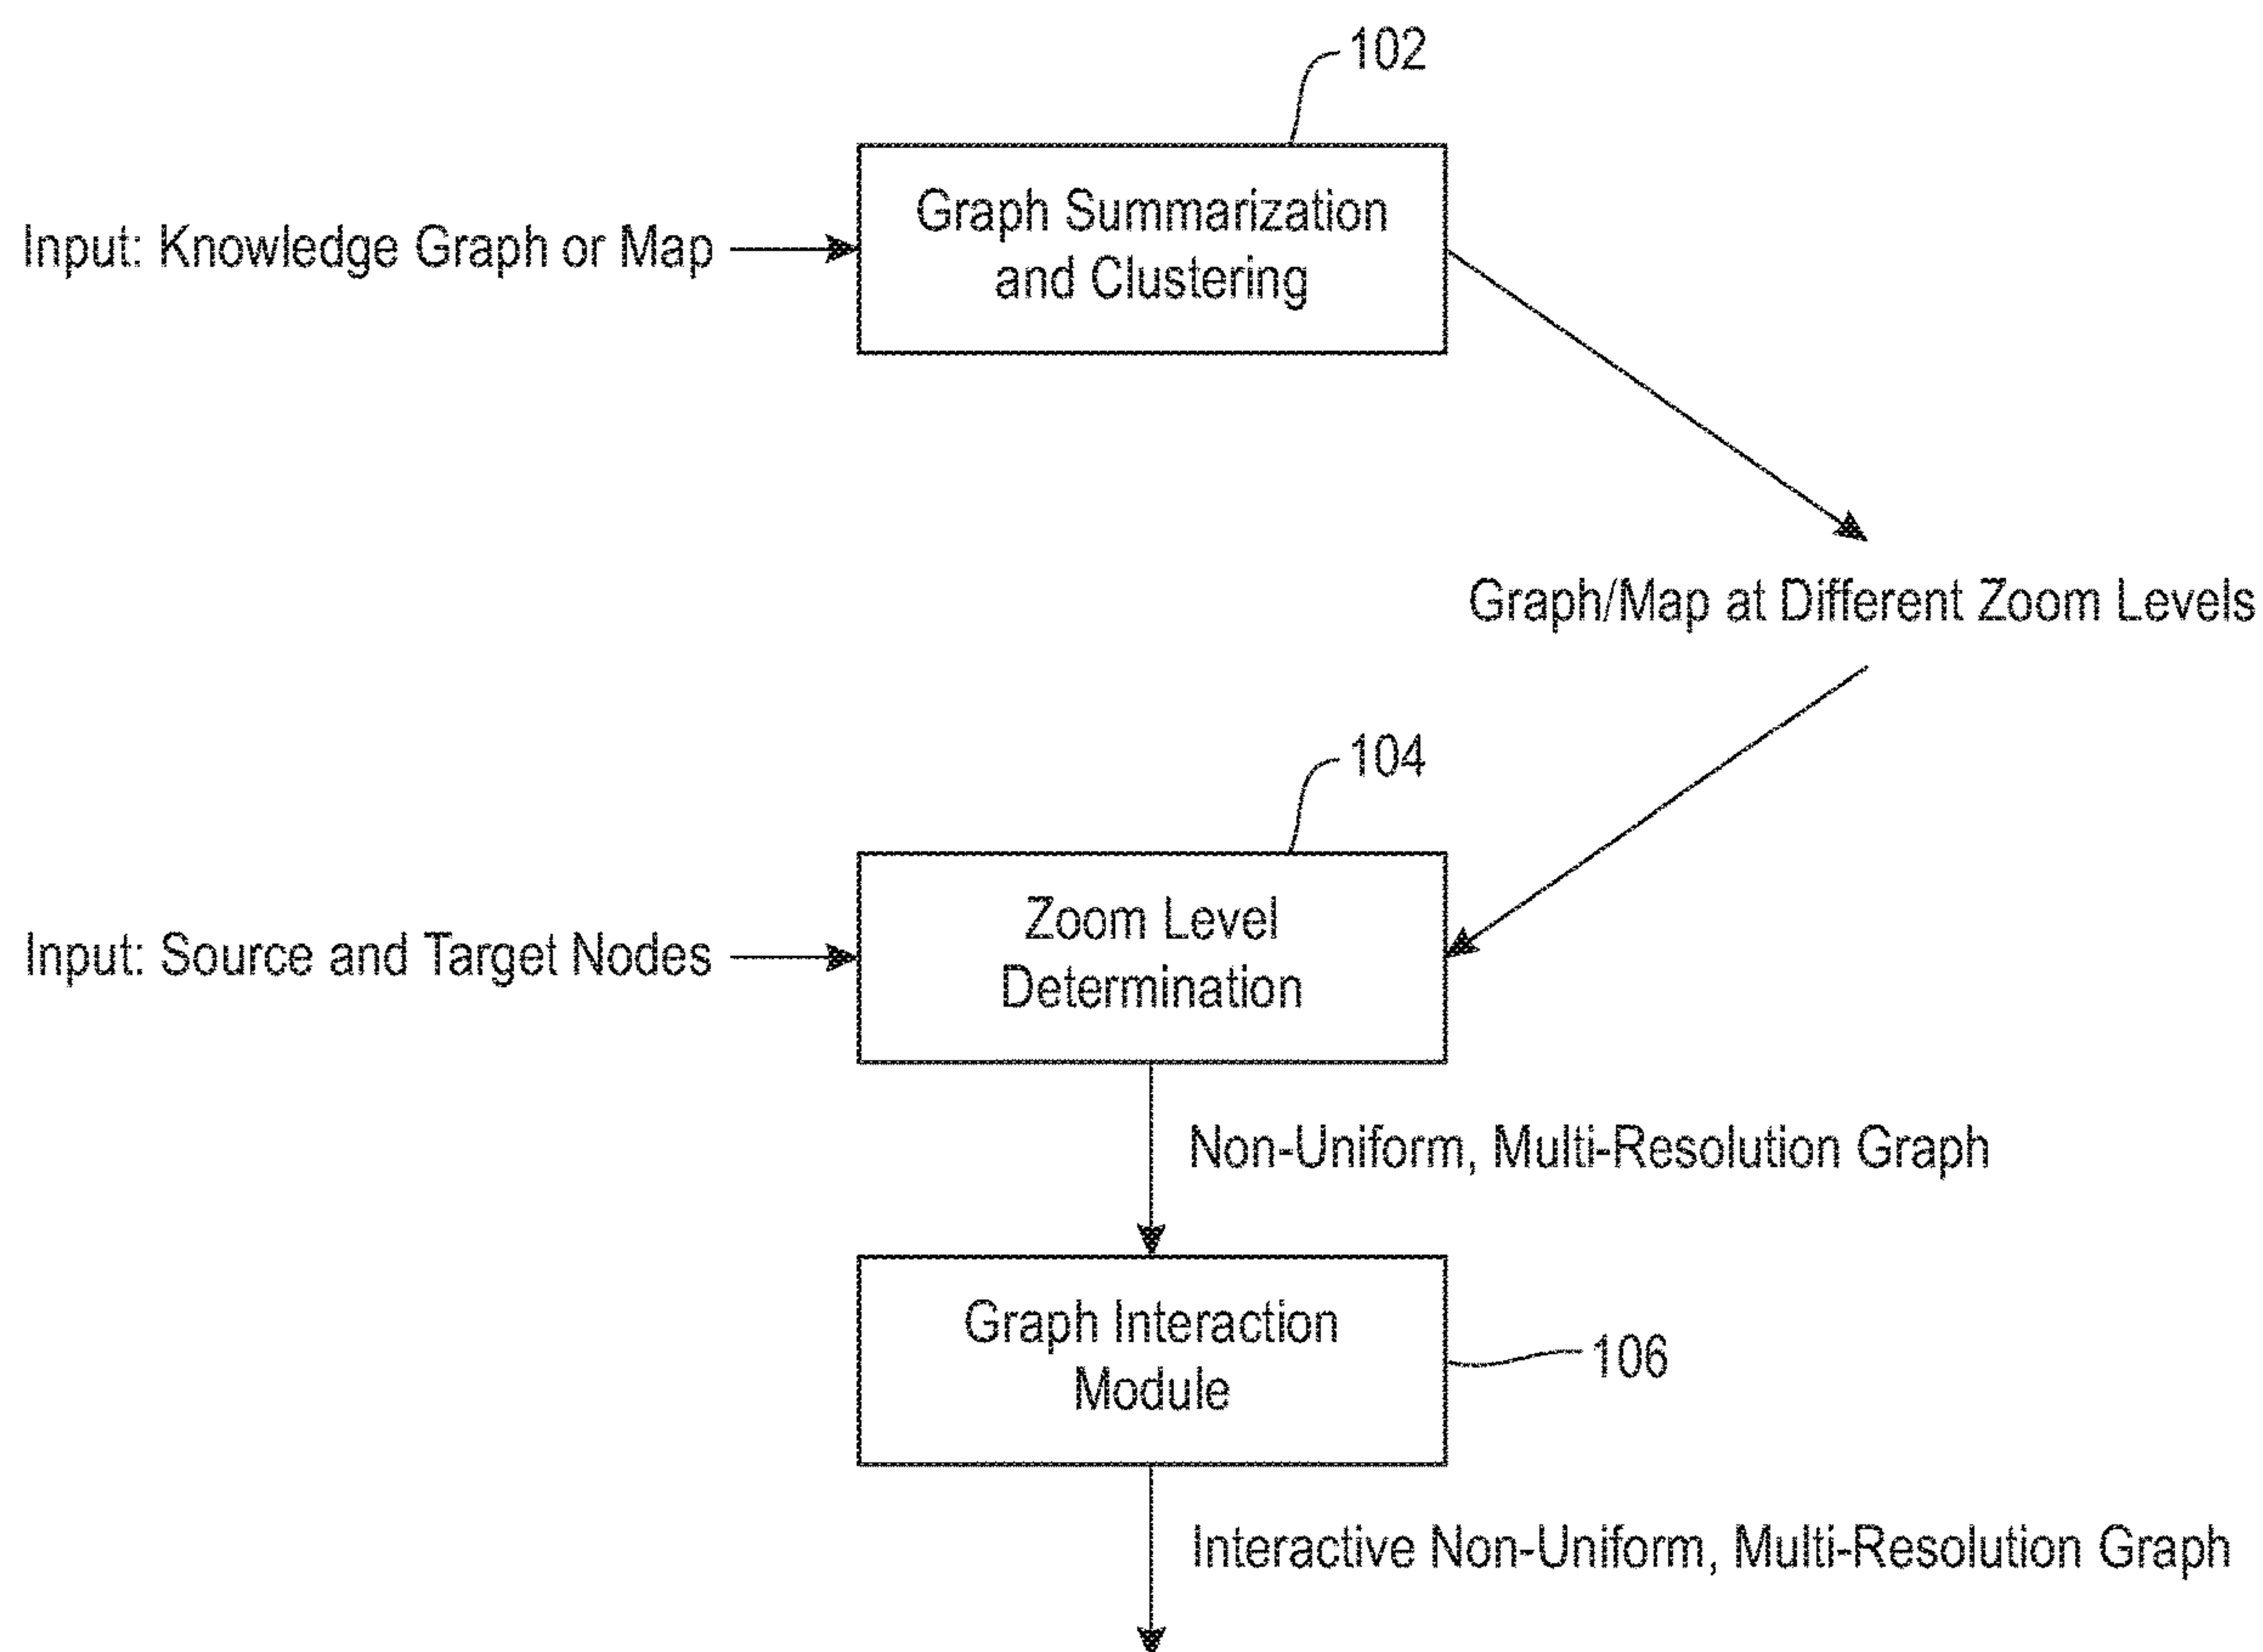 102
Input: Knowledge Graph or Map
Graph Summarization
and Clustering
Graph/Map at Different Zoom Levels
104
Input: Source and Target Nodes
Zoom Level
Determination
Non-Uniform, Multi-Resolution Graph
Graph Interaction
Module
106
Interactive Non-Uniform, Multi-Resolution Graph